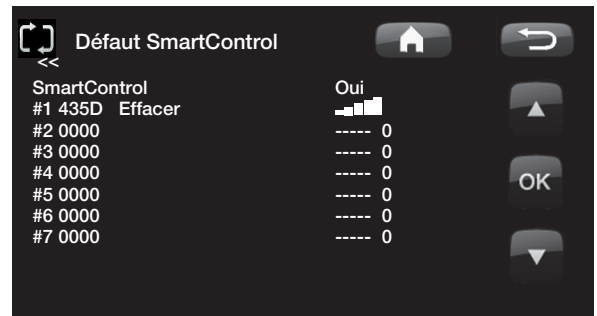 Défaut SmartControl
<<
SmartControl Oui
#1 435D Effacer
#2 0000 ----- 0
#3 0000 ----- 0
#4 0000 ----- 0
#5 0000 ----- 0
#6 0000 ----- 0
#7 0000 ----- 0
OK